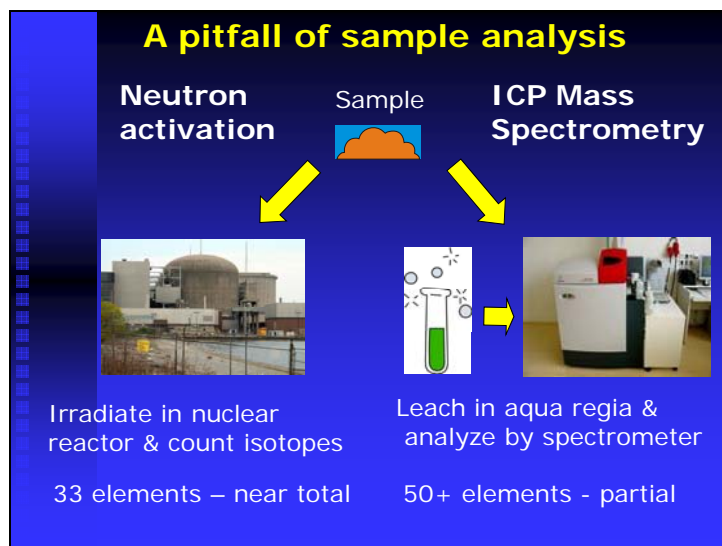 A pitfall of sample analysis
Neutron
activation
Sample
ICP Mass
Spectrometry
Irradiate in nuclear
reactor & count isotopes
Leach in aqua regia &
analyze by spectrometer
33 elements – near total
50+ elements - partial